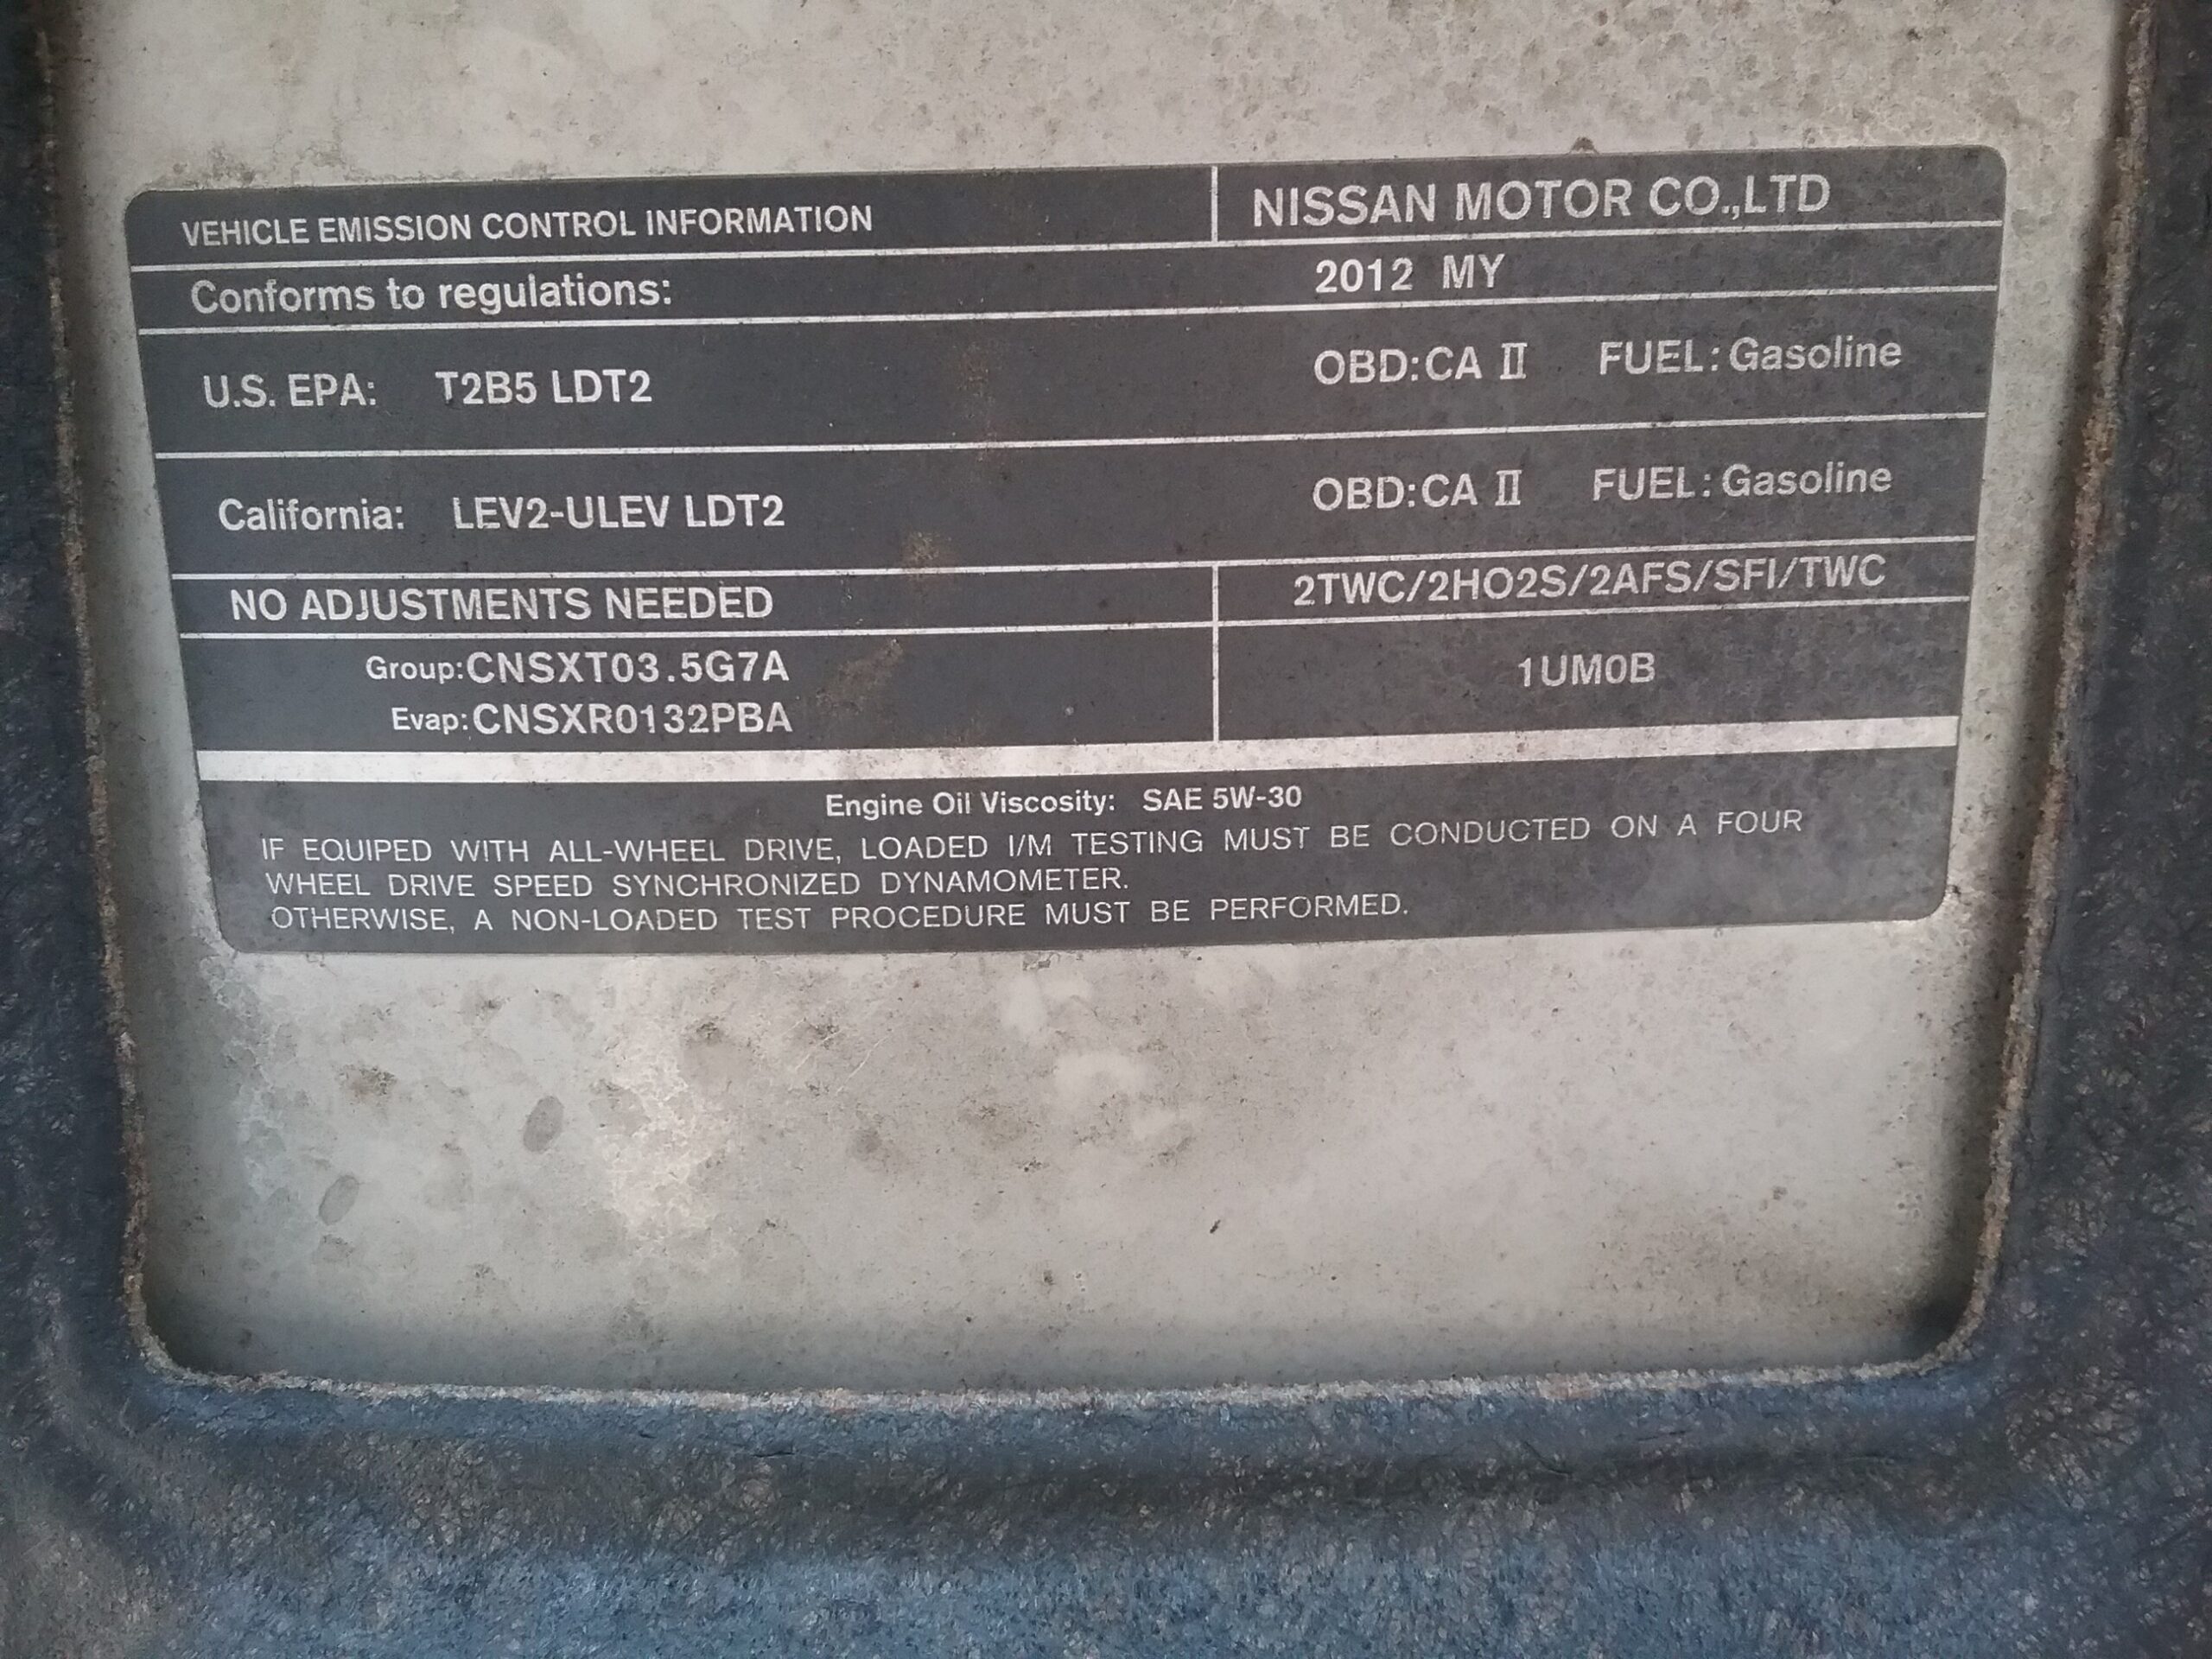 VEHICLE EMISSION CONTROL INFORMATION
NISSAN MOTOR CO.,LTD
Conforms to regulations:
2012 MY
U.S. EPA: T2B5 LDT2
OBD:CA II FUEL: Gasoline
California: LEV2-ULEV LDT2
OBD:CA II FUEL: Gasoline
NO ADJUSTMENTS NEEDED
2TWC/2HO2S/2AFS/SFI/TWC
Group:CNSXT03.5G7A
Evap:CNSXR0132PBA
1UM0B
Engine Oil Viscosity: SAE 5W-30
IF EQUIPED WITH ALL-WHEEL DRIVE, LOADED I/M TESTING MUST BE CONDUCTED ON A FOUR
WHEEL DRIVE SPEED SYNCHRONIZED DYNAMOMETER.
OTHERWISE, A NON-LOADED TEST PROCEDURE MUST BE PERFORMED.